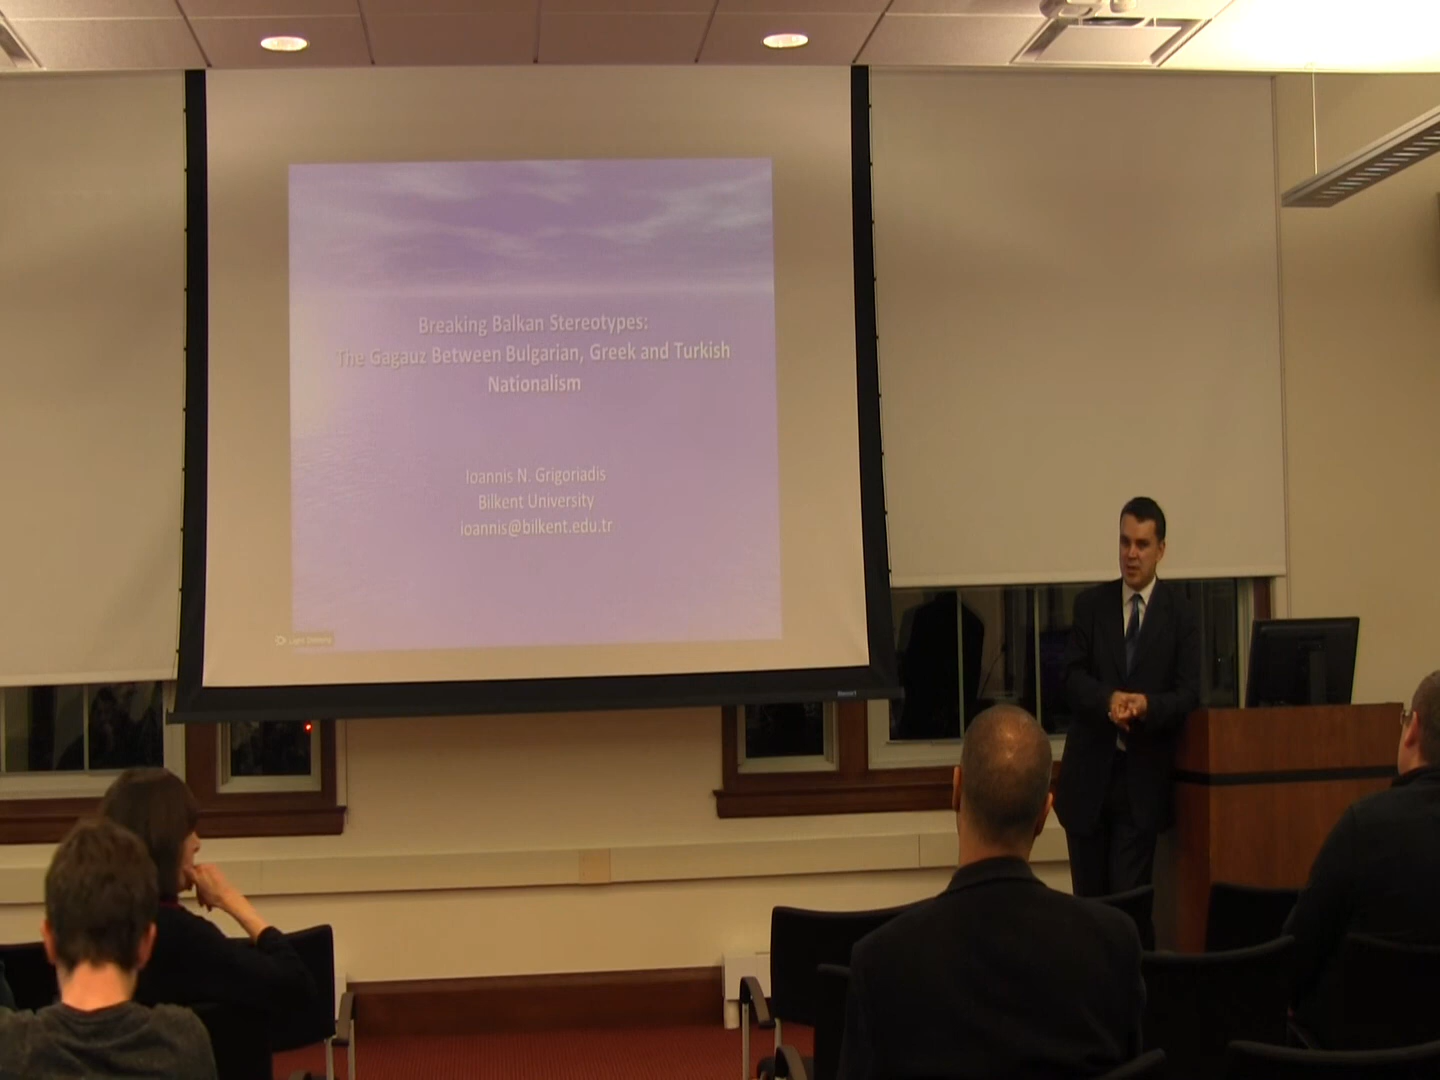 Breaking Balkan Stereotypes:
The Gagauz Between Bulgarian, Greek and Turkish
Nationalism
Ioannis N. Grigoriadis
Bilkent University
ioannis@bilkent.edu.tr